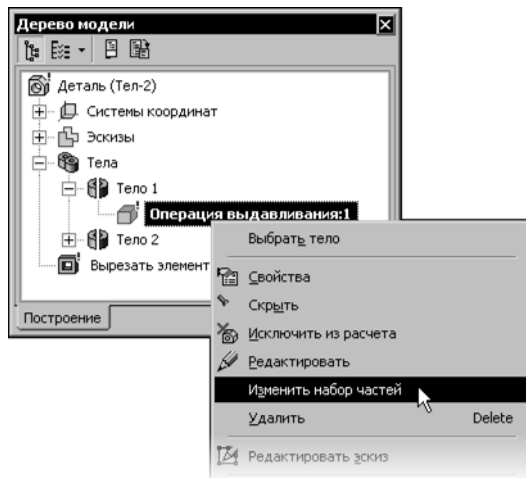 Дерево модели
Деталь (Тел-2)
Системы координат
Эскизы
Тела
Тело 1
Операция выдавливания:1
Тело 2
Вырезать элемент
Построение
Выбрать тело
Свойства
Скрыть
Исключить из расчета
Редактировать
Изменить набор частей
Удалить Delete
Редактировать эскиз